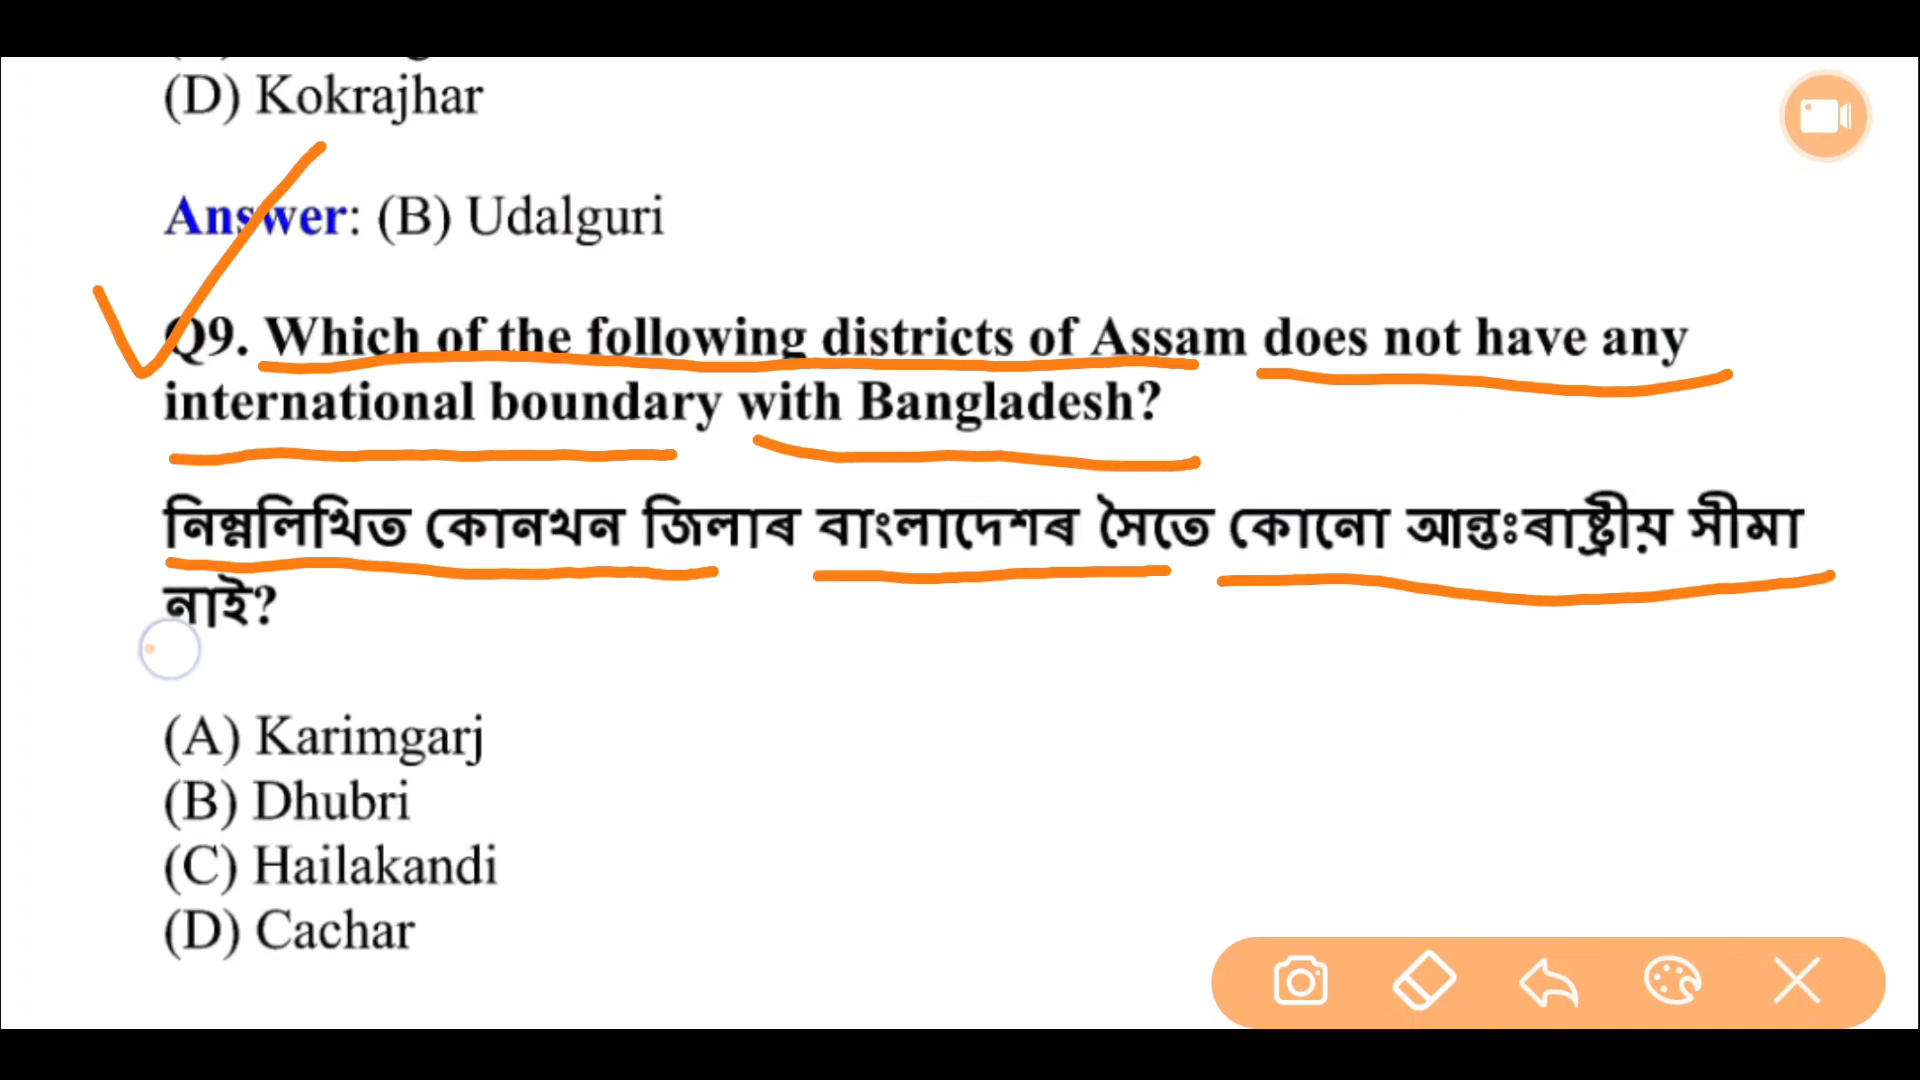 (D) Kokrajhar
Answer: (B) Udalguri
Q9. Which of the following districts of Assam does not have any
international boundary with Bangladesh?
নিম্নলিখিত কোনখন জিলাৰ বাংলাদেশৰ সৈতে কোনো আন্তঃৰাষ্ট্ৰীয় সীমা
নাই?
(A) Karimgarj
(B) Dhubri
(C) Hailakandi
(D) Cachar